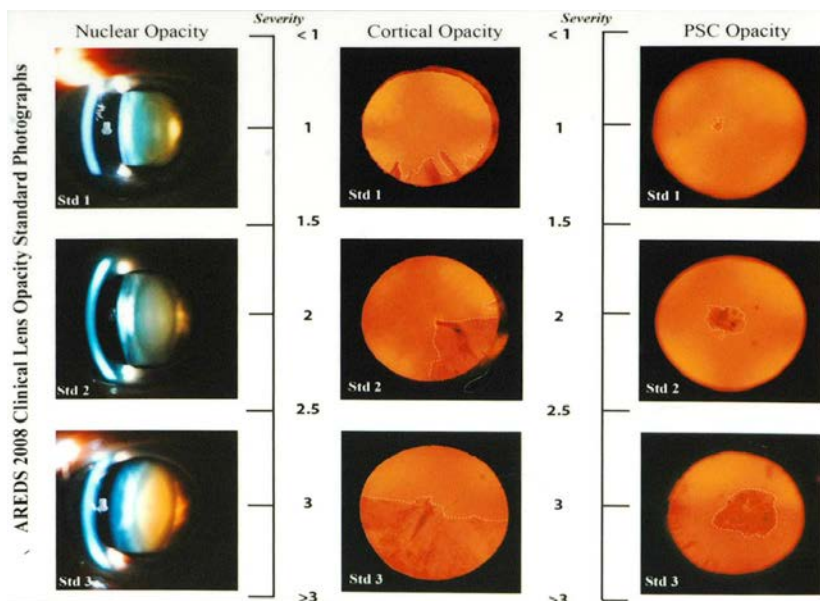 AREDS 2008 Clinical Lens Opacity Standard Photographs
Nuclear Opacity
Severity
Cortical Opacity
Severity
PSC Opacity
< 1
< 1
Std 1
1
Std 1
1
Std 1
1.5
1.5
Std 2
2
Std 2
2
Std 2
2.5
2.5
Std 3
3
Std 3
3
Std 3
>3
>3